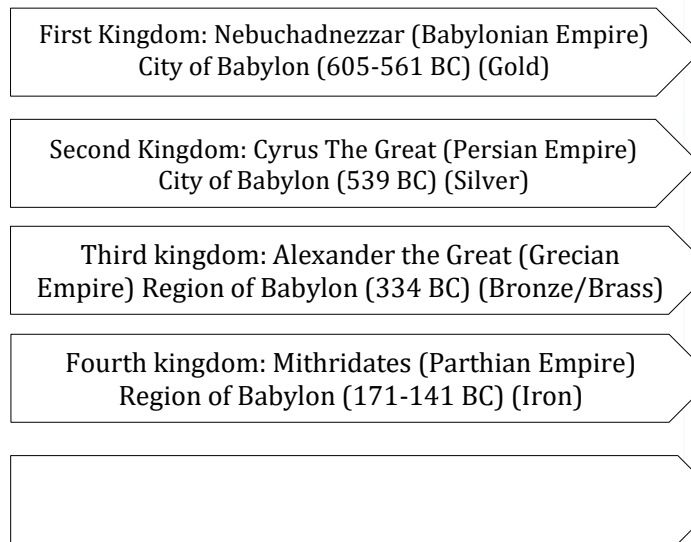 First Kingdom: Nebuchadnezzar (Babylonian Empire)
City of Babylon (605-561 BC) (Gold)
Second Kingdom: Cyrus The Great (Persian Empire)
City of Babylon (539 BC) (Silver)
Third kingdom: Alexander the Great (Grecian
Empire) Region of Babylon (334 BC) (Bronze/Brass)
Fourth kingdom: Mithridates (Parthian Empire)
Region of Babylon (171-141 BC) (Iron)